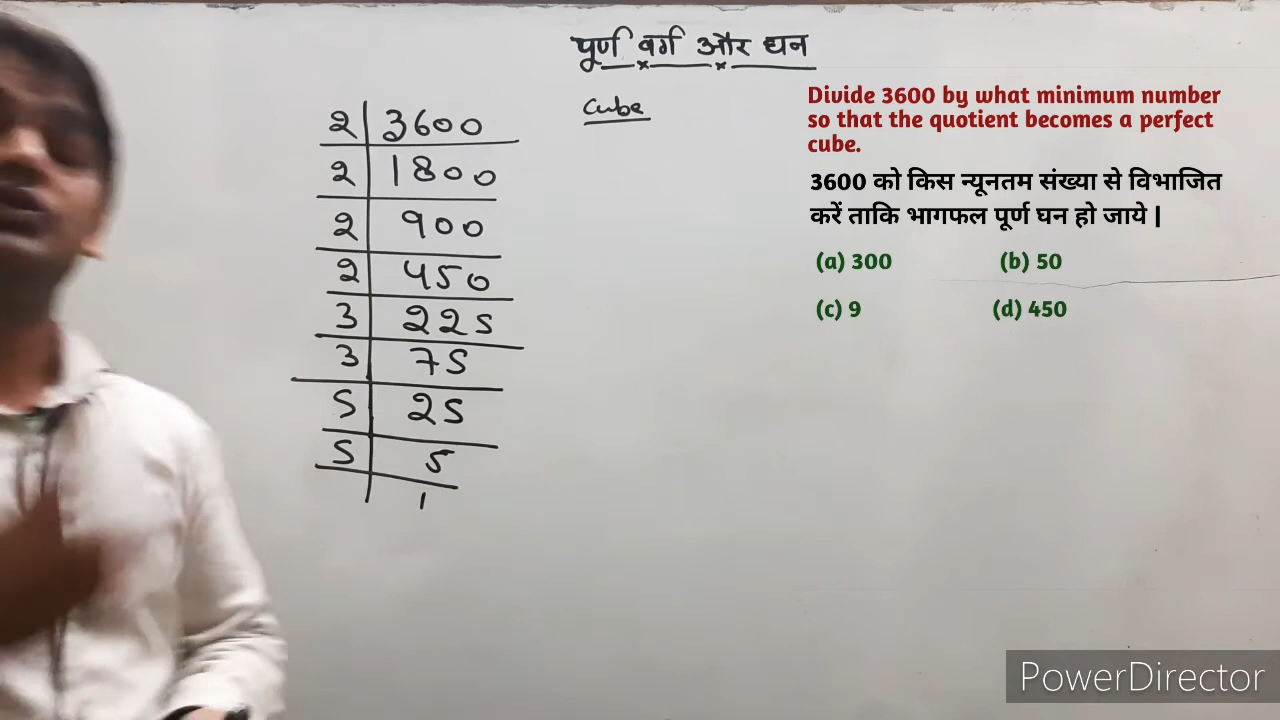 पूर्ण वर्ग और घन
Cube
2 3600
2 1800
2 900
2 450
3 225
3 75
5 25
5 5
1
Divide 3600 by what minimum number
so that the quotient becomes a perfect
cube.
3600 को किस न्यूनतम संख्या से विभाजित
करें ताकि भागफल पूर्ण घन हो जाये |
(a) 300 (b) 50
(c) 9 (d) 450
PowerDirector